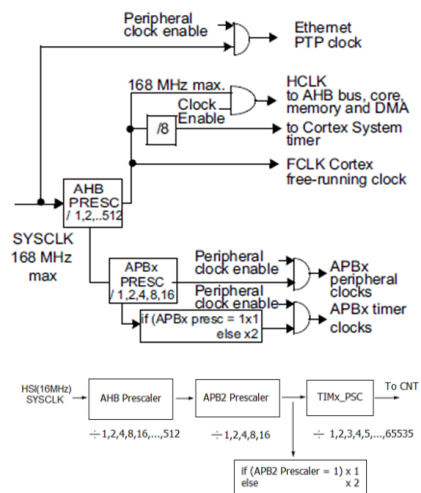 Peripheral
clock enable
Ethernet
PTP clock
168 MHz max.
Clock
Enable
HCLK
to AHB bus, core,
memory and DMA
/8
to Cortex System
timer
FCLK Cortex
free-running clock
AHB
PRESC
/ 1,2,..512
SYSCLK
168 MHz
max
APBx
PRESC
/ 1,2,4,8,16
Peripheral
clock enable
APBx
peripheral
clocks
Peripheral
clock enable
APBx timer
clocks
if (APBx presc = 1x1
else x2
HSI(16MHz)
SYSCLK
AHB Prescaler
APB2 Prescaler
TIMx_PSC
To CNT
÷1,2,4,8,16,...,512
÷1,2,4,8,16
÷ 1,2,3,4,5,...,65535
if (APB2 Prescaler = 1) x 1
else x 2